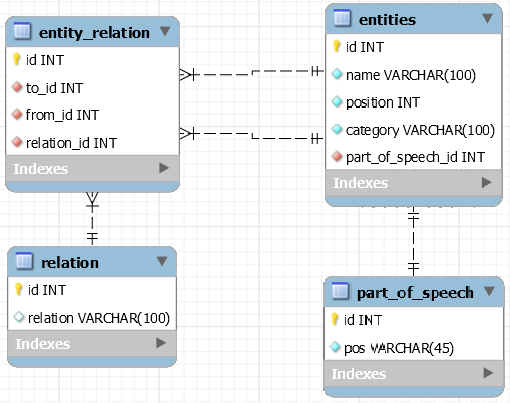 entity_relation
id INT
to_id INT
from_id INT
relation_id INT
Indexes
entities
id INT
name VARCHAR(100)
position INT
category VARCHAR(100)
part_of_speech_id INT
Indexes
relation
id INT
relation VARCHAR(100)
Indexes
part_of_speech
id INT
pos VARCHAR(45)
Indexes